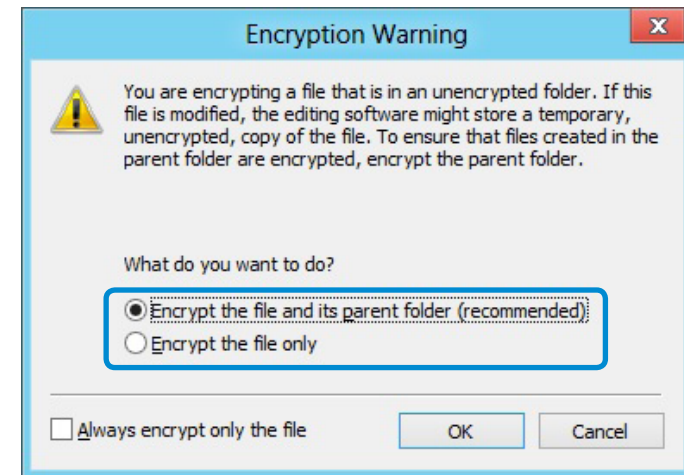 Encryption Warning
You are encrypting a file that is in an unencrypted folder. If this
file is modified, the editing software might store a temporary,
unencrypted, copy of the file. To ensure that files created in the
parent folder are encrypted, encrypt the parent folder.
What do you want to do?
Encrypt the file and its parent folder (recommended)
Encrypt the file only
Always encrypt only the file
OK
Cancel